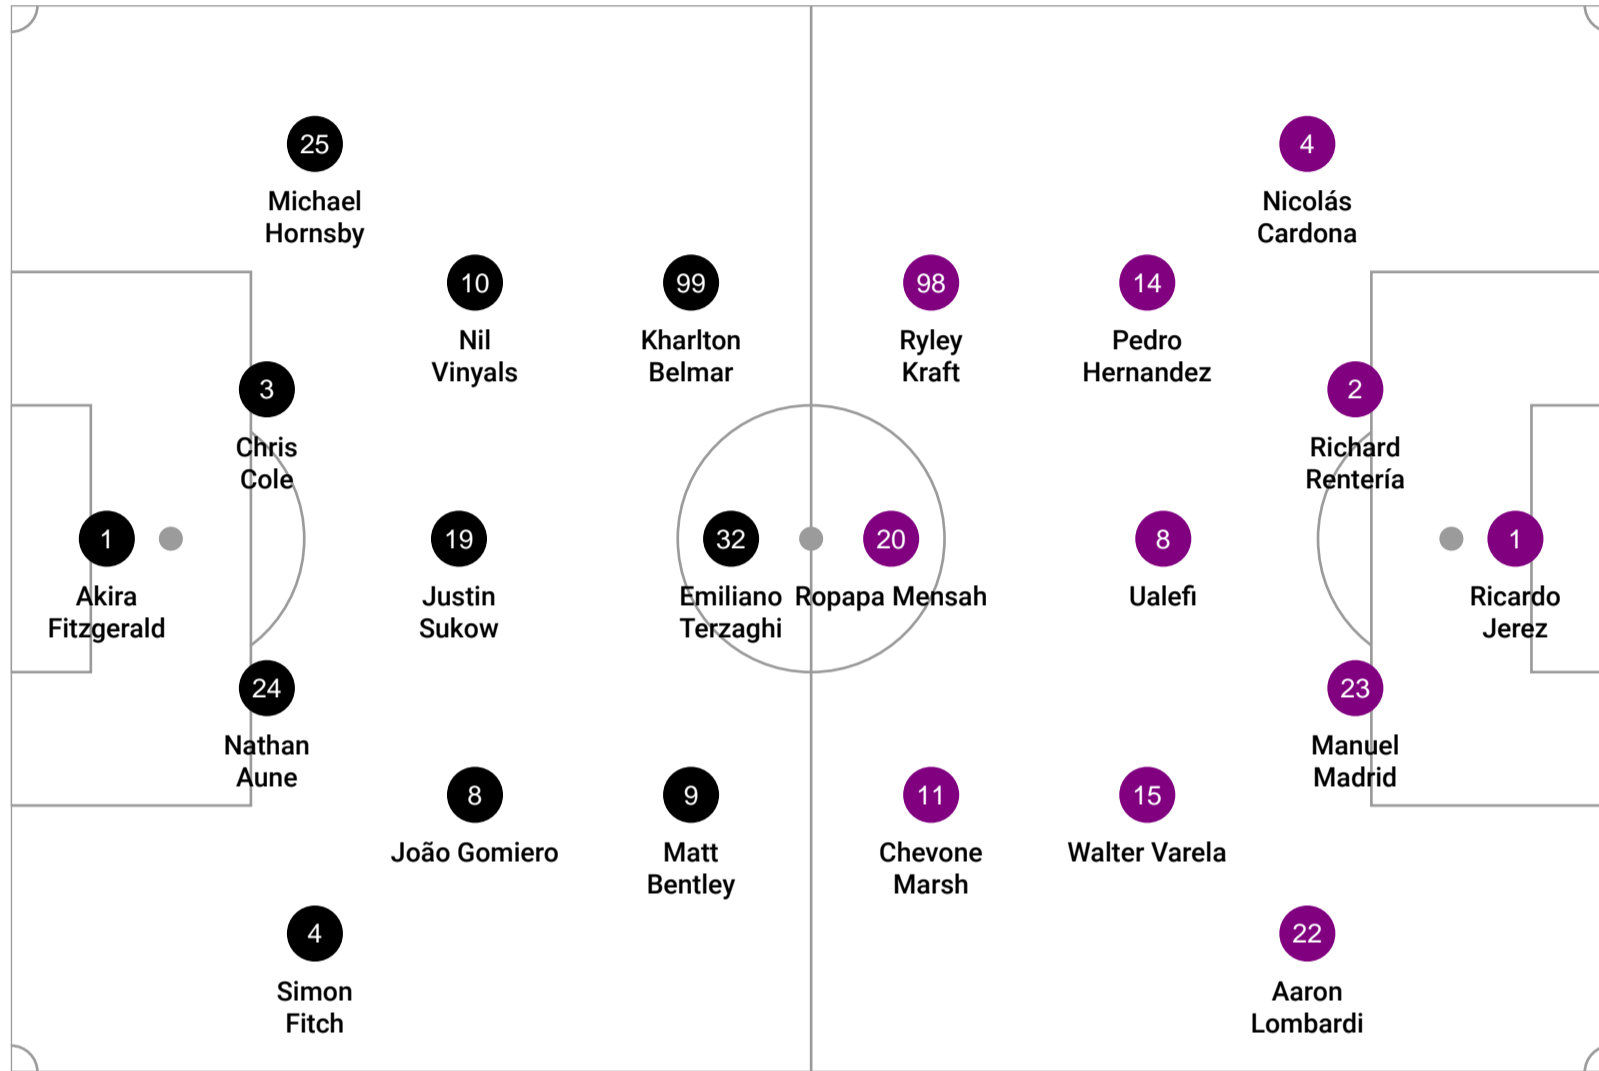 25
Michael
Hornsby
4
Nicolás
Cardona
10
Nil
Vinyals
99
Kharlton
Belmar
98
Ryley
Kraft
14
Pedro
Hernandez
3
Chris
Cole
2
Richard
Rentería
1
Akira
Fitzgerald
19
Justin
Sukow
32
Emiliano
Terzaghi
20
Ropapa Mensah
8
Ualefi
1
Ricardo
Jerez
24
Nathan
Aune
23
Manuel
Madrid
8
João Gomiero
9
Matt
Bentley
11
Chevone
Marsh
15
Walter Varela
4
Simon
Fitch
22
Aaron
Lombardi